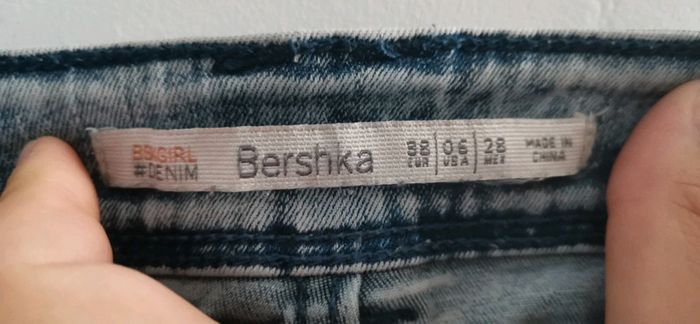 BSKGIRL
#DENIM
Bershka
38 | 06 | 28
EUR | USA | MEX
MADE IN
CHINA